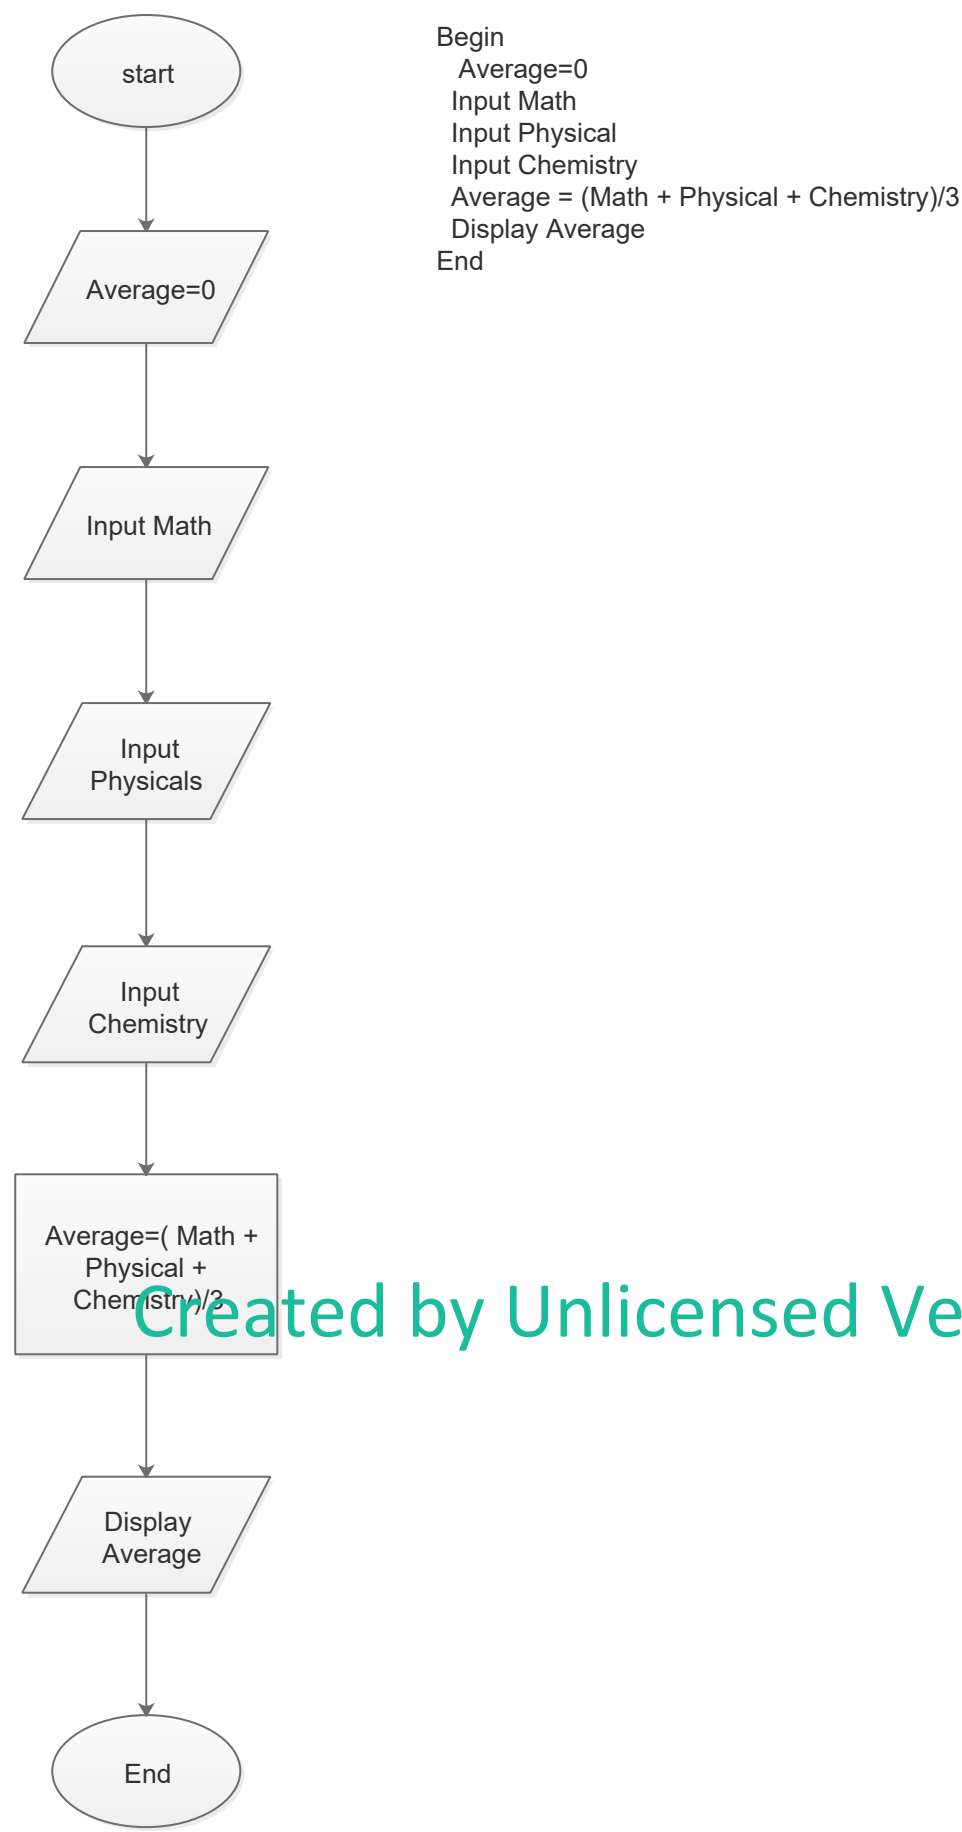 start
Average=0
Input Math
Input
Physicals
Input
Chemistry
Average=( Math +
Physical +
Chemistry)/3
Display
Average
End
Begin
Average=0
Input Math
Input Physical
Input Chemistry
Average = (Math + Physical + Chemistry)/3
Display Average
End
Created by Unlicensed Ve